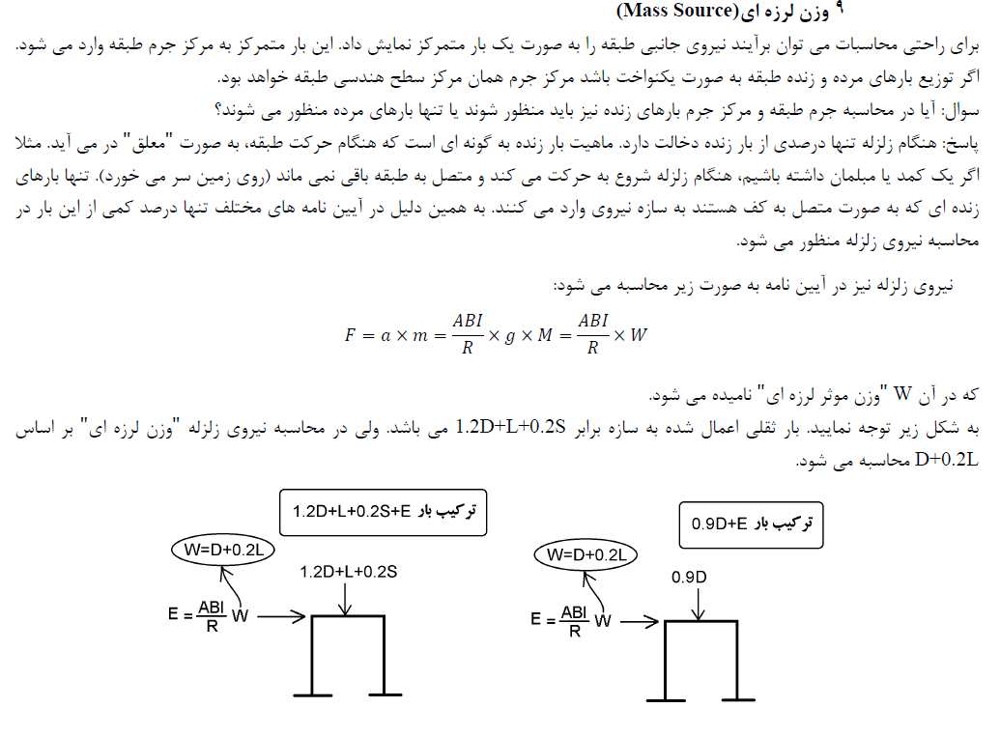 ۹ وزن لرزه ای(Mass Source)
برای راحتی محاسبات می توان برآیند نیروی جانبی طبقه را به صورت یک بار متمرکز نمایش داد. این بار متمرکز به مرکز جرم طبقه وارد می شود.
اگر توزیع بارهای مرده و زنده طبقه به صورت یکنواخت باشد مرکز جرم همان مرکز سطح هندسی طبقه خواهد بود.
سوال: آیا در محاسبه جرم طبقه و مرکز جرم بارهای زنده نیز باید منظور شوند یا تنها بارهای مرده منظور می شوند؟
پاسخ: هنگام زلزله تنها درصدی از بار زنده دخالت دارد. ماهیت بار زنده به گونه ای است که هنگام حرکت طبقه، به صورت "معلق" در می آید. مثلا
اگر یک کمد یا مبلمان داشته باشیم، هنگام زلزله شروع به حرکت می کند و متصل به طبقه باقی نمی ماند (روی زمین سر می خورد). تنها بارهای
زنده ای که به صورت متصل به کف هستند به سازه نیروی وارد می کنند. به همین دلیل در آیین نامه های مختلف تنها درصد کمی از این بار در
محاسبه نیروی زلزله منظور می شود.
نیروی زلزله نیز در آیین نامه به صورت زیر محاسبه می شود:
F = a × m = ABI/R × g × M = ABI/R × W
که در آن W "وزن موثر لرزه ای" نامیده می شود.
به شکل زیر توجه نمایید. بار ثقلی اعمال شده به سازه برابر 1.2D+L+0.2S می باشد. ولی در محاسبه نیروی زلزله "وزن لرزه ای" بر اساس
D+0.2L محاسبه می شود.
ترکیب بار 1.2D+L+0.2S+E
W=D+0.2L
1.2D+L+0.2S
E = ABI/R W
ترکیب بار 0.9D+E
W=D+0.2L
0.9D
E = ABI/R W